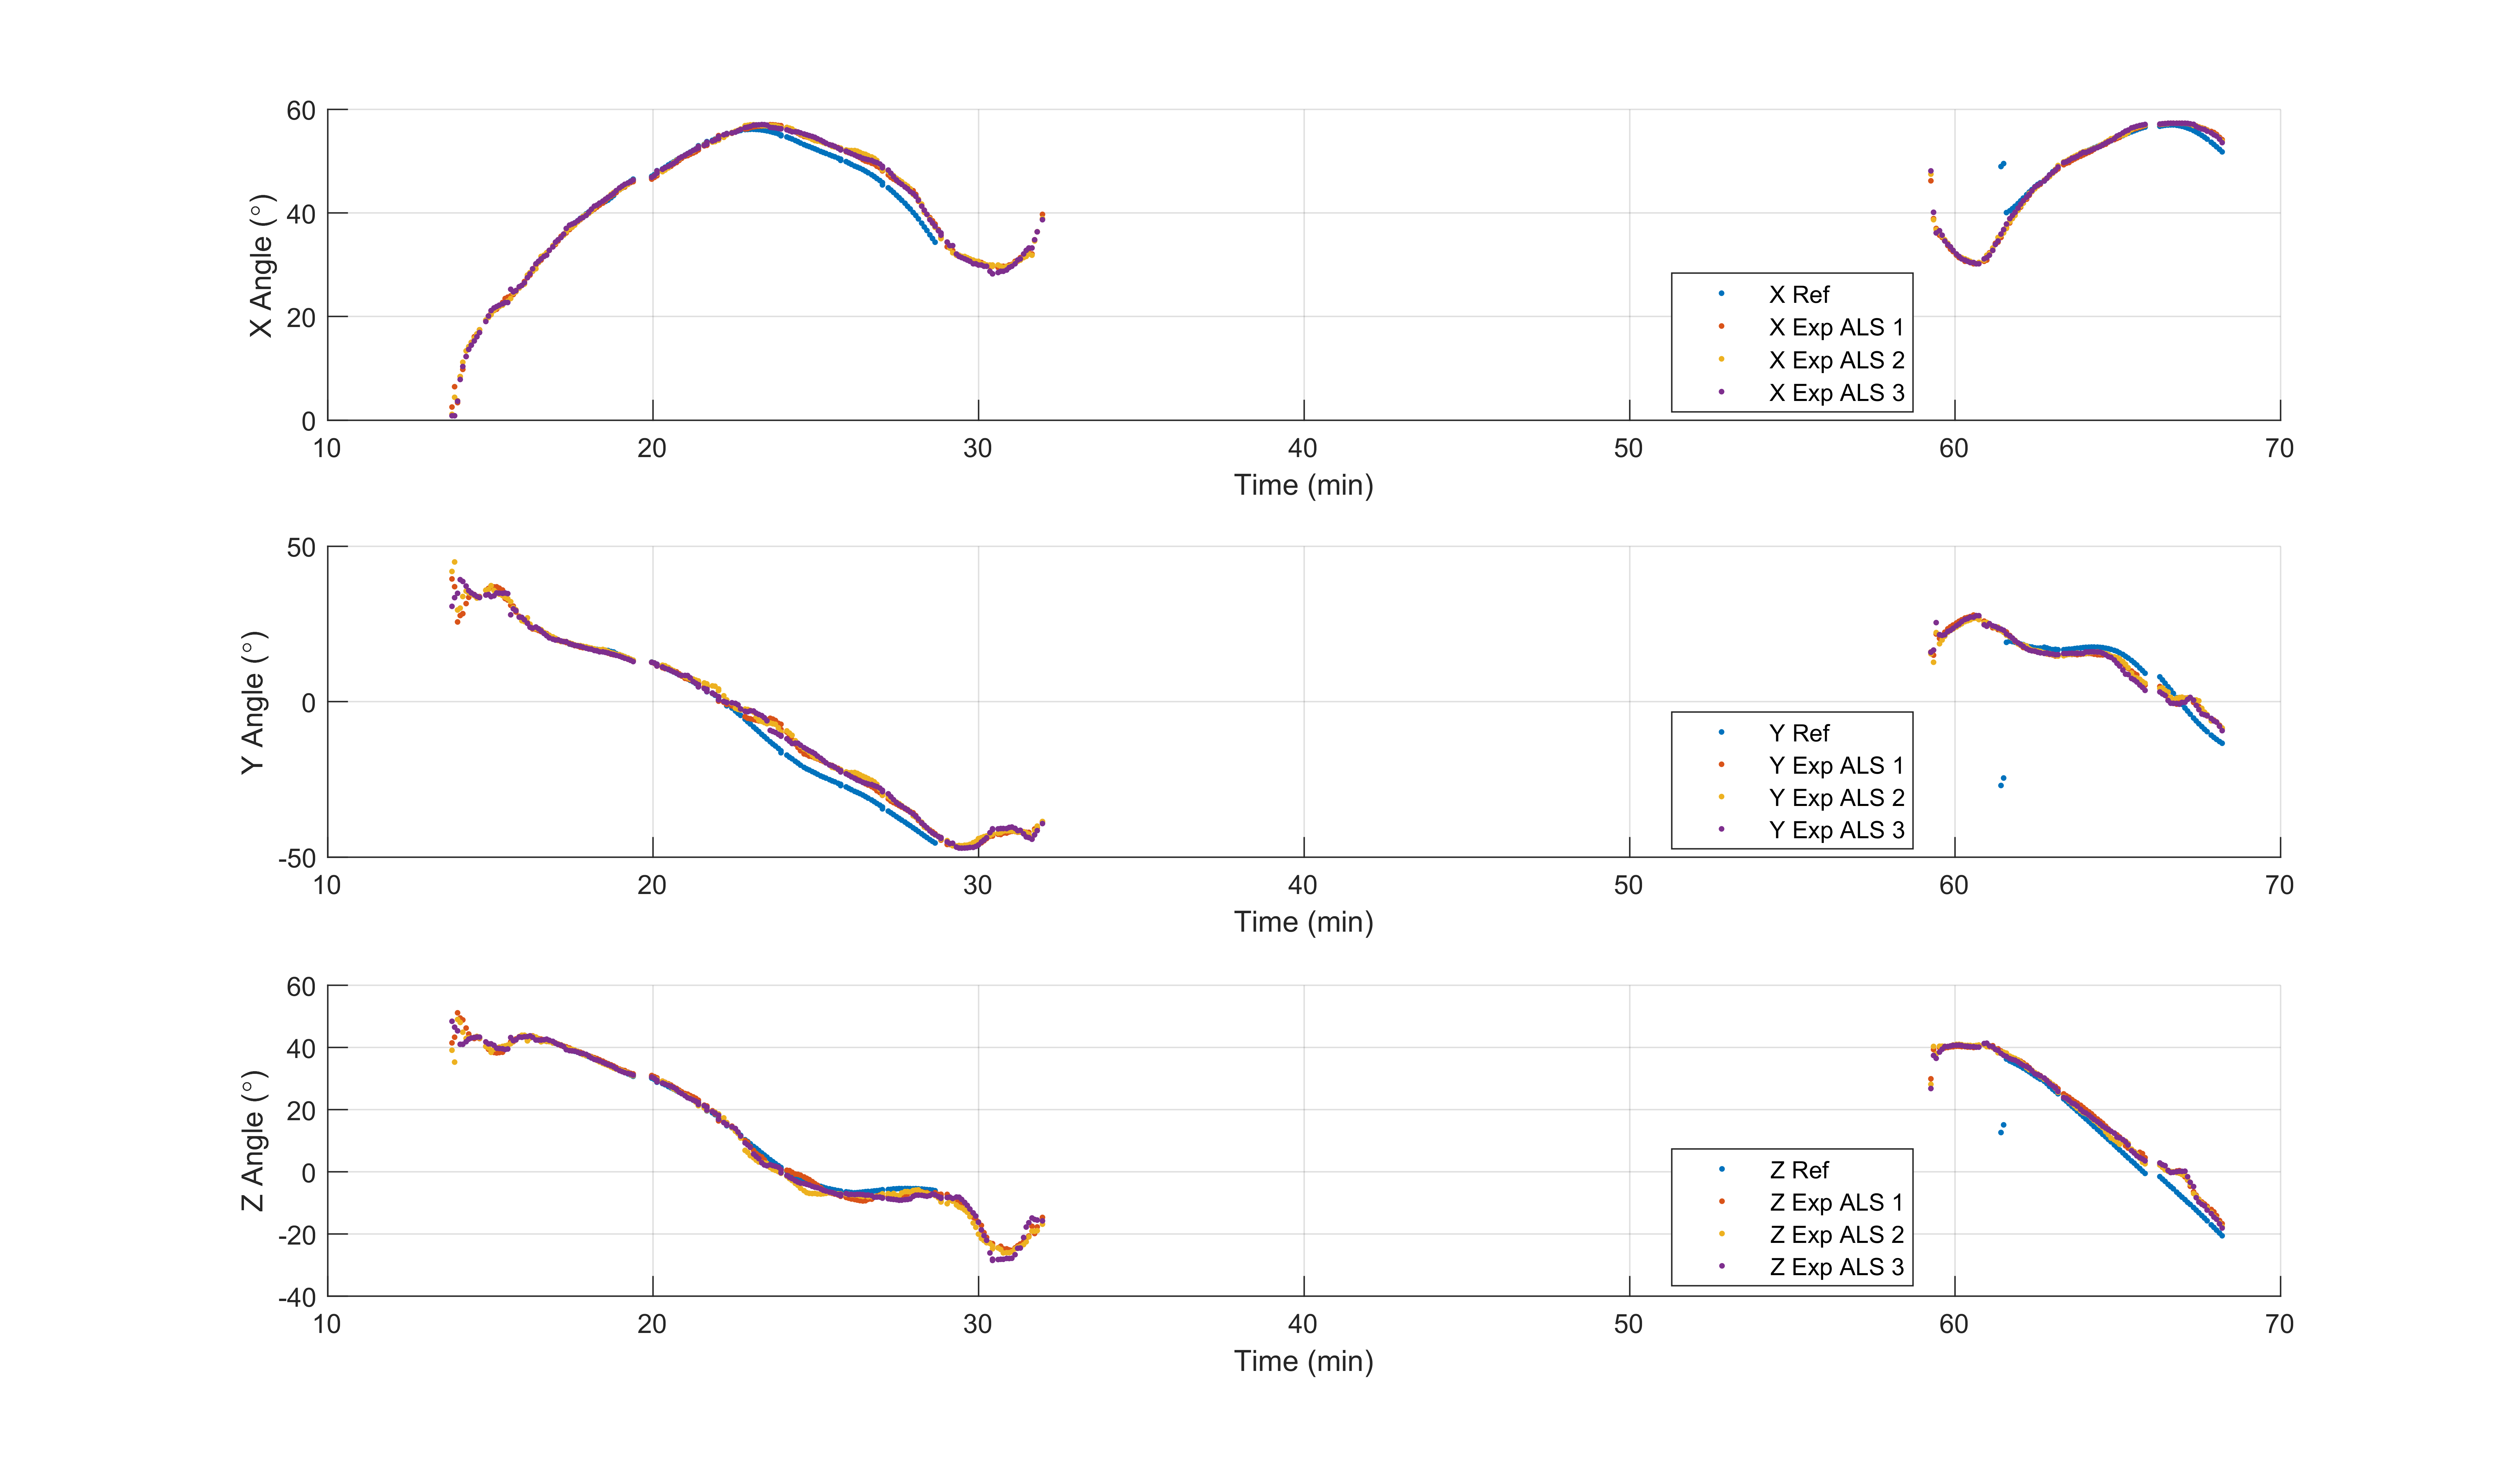 60
40
20
0
X Angle (°)
10 20 30 40 50 60 70
Time (min)
X Ref
X Exp ALS 1
X Exp ALS 2
X Exp ALS 3
50
0
-50
Y Angle (°)
10 20 30 40 50 60 70
Time (min)
Y Ref
Y Exp ALS 1
Y Exp ALS 2
Y Exp ALS 3
60
40
20
0
-20
-40
Z Angle (°)
10 20 30 40 50 60 70
Time (min)
Z Ref
Z Exp ALS 1
Z Exp ALS 2
Z Exp ALS 3